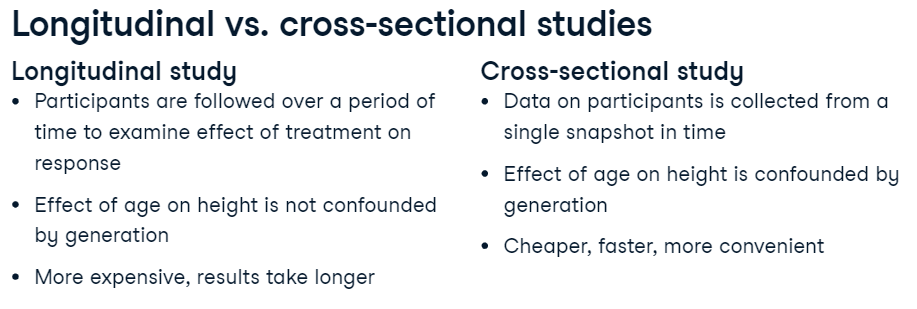 Longitudinal vs. cross-sectional studies
Longitudinal study
• Participants are followed over a period of
time to examine effect of treatment on
response
• Effect of age on height is not confounded
by generation
• More expensive, results take longer
Cross-sectional study
• Data on participants is collected from a
single snapshot in time
• Effect of age on height is confounded by
generation
• Cheaper, faster, more convenient